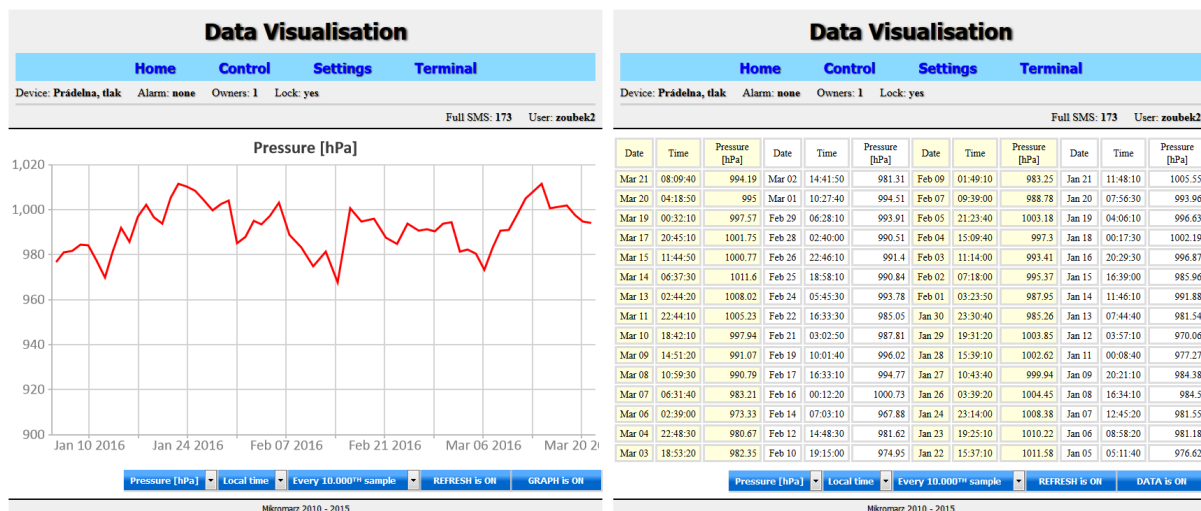 Data Visualisation
Home Control Settings Terminal
Device: Prádelna, tlak Alarm: none Owners: 1 Lock: yes
Full SMS: 173 User: zoubek2
Pressure [hPa]
1,020
1,000
980
960
940
920
900
Jan 10 2016 Jan 24 2016 Feb 07 2016 Feb 21 2016 Mar 06 2016 Mar 20
Pressure [hPa] Local time Every 10.000TH sample REFRESH is ON GRAPH is ON
Mikromarz 2010 - 2015
Data Visualisation
Home Control Settings Terminal
Device: Prádelna, tlak Alarm: none Owners: 1 Lock: yes
Full SMS: 173 User: zoubek2
Date Time Pressure [hPa] Date Time Pressure [hPa] Date Time Pressure [hPa] Date Time Pressure [hPa]
Mar 21 08:09:40 994.19 Mar 02 14:41:50 981.31 Feb 09 01:49:10 983.25 Jan 21 11:48:10 1005.55
Mar 20 04:18:50 995 Mar 01 10:27:40 994.51 Feb 07 09:39:00 988.78 Jan 20 07:56:30 993.96
Mar 19 00:32:10 997.57 Feb 29 06:28:10 993.91 Feb 05 21:23:40 1003.18 Jan 19 04:06:10 996.63
Mar 17 20:45:10 1001.75 Feb 28 02:40:00 990.51 Feb 04 15:09:40 997.3 Jan 18 00:17:30 1002.19
Mar 15 11:44:50 1000.77 Feb 26 22:46:10 991.4 Feb 03 11:14:00 993.41 Jan 16 20:29:30 996.87
Mar 14 06:37:30 1011.6 Feb 25 18:58:10 990.84 Feb 02 07:18:00 995.37 Jan 15 16:39:00 985.96
Mar 13 02:44:20 1008.02 Feb 24 05:45:30 993.78 Feb 01 03:23:50 987.95 Jan 14 11:46:10 991.88
Mar 11 22:44:10 1005.23 Feb 22 16:33:30 985.05 Jan 30 23:30:40 985.26 Jan 13 07:44:40 981.54
Mar 10 18:42:10 997.94 Feb 21 03:02:50 987.81 Jan 29 19:31:20 1003.85 Jan 12 03:57:10 970.06
Mar 09 14:51:20 991.07 Feb 19 10:01:40 996.02 Jan 28 15:39:10 1002.62 Jan 11 00:08:40 977.27
Mar 08 10:59:30 990.79 Feb 17 16:33:10 994.77 Jan 27 10:43:40 999.94 Jan 09 20:21:10 984.38
Mar 07 06:31:40 983.21 Feb 16 00:12:20 1000.73 Jan 26 03:39:20 1004.45 Jan 08 16:34:10 984.5
Mar 06 02:39:00 973.33 Feb 14 07:03:10 967.88 Jan 24 23:14:00 1008.38 Jan 07 12:45:20 981.55
Mar 04 22:48:30 980.67 Feb 12 14:48:30 981.62 Jan 23 19:25:10 1010.22 Jan 06 08:58:20 981.18
Mar 03 18:53:20 982.35 Feb 10 19:15:00 974.95 Jan 22 15:37:10 1011.58 Jan 05 05:11:40 976.62
Pressure [hPa] Local time Every 10.000TH sample REFRESH is ON DATA is ON
Mikromarz 2010 - 2015